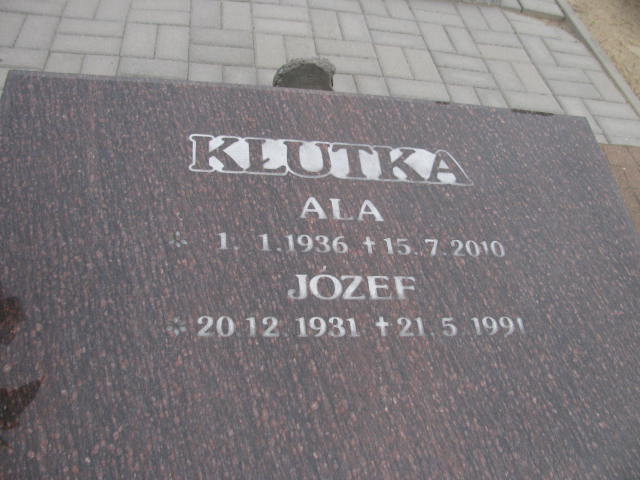 KŁUTKA
ALA
* 1. 1.1936 ✝ 15.7.2010
JÓZEF
* 20.12.1931 ✝ 21.5.1991